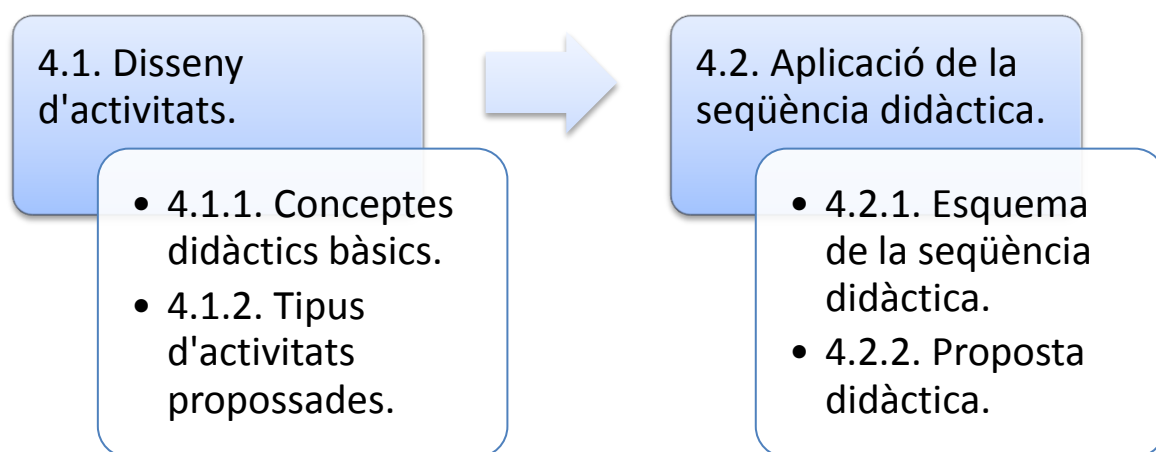 4.1. Disseny
d'activitats.
• 4.1.1. Conceptes
didàctics bàsics.
• 4.1.2. Tipus
d'activitats
propossades.
4.2. Aplicació de la
seqüència didàctica.
• 4.2.1. Esquema
de la seqüència
didàctica.
• 4.2.2. Proposta
didàctica.